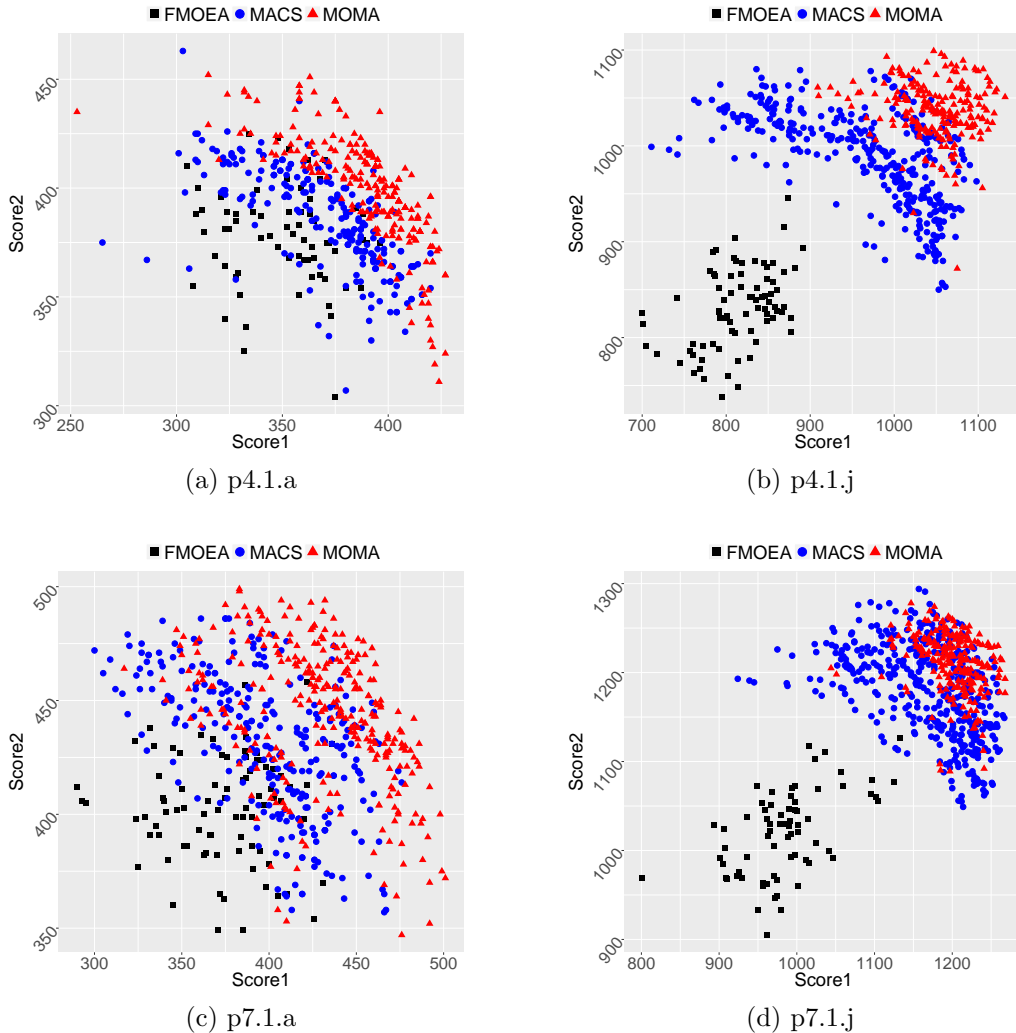 FMOEA MACS MOMA
450
400
350
300
Score2
250 300 350 400
Score1
(a) p4.1.a
FMOEA MACS MOMA
1100
1000
900
800
Score2
700 800 900 1000 1100
Score1
(b) p4.1.j
FMOEA MACS MOMA
500
450
400
350
Score2
300 350 400 450 500
Score1
(c) p7.1.a
FMOEA MACS MOMA
1300
1200
1100
1000
900
Score2
800 900 1000 1100 1200
Score1
(d) p7.1.j